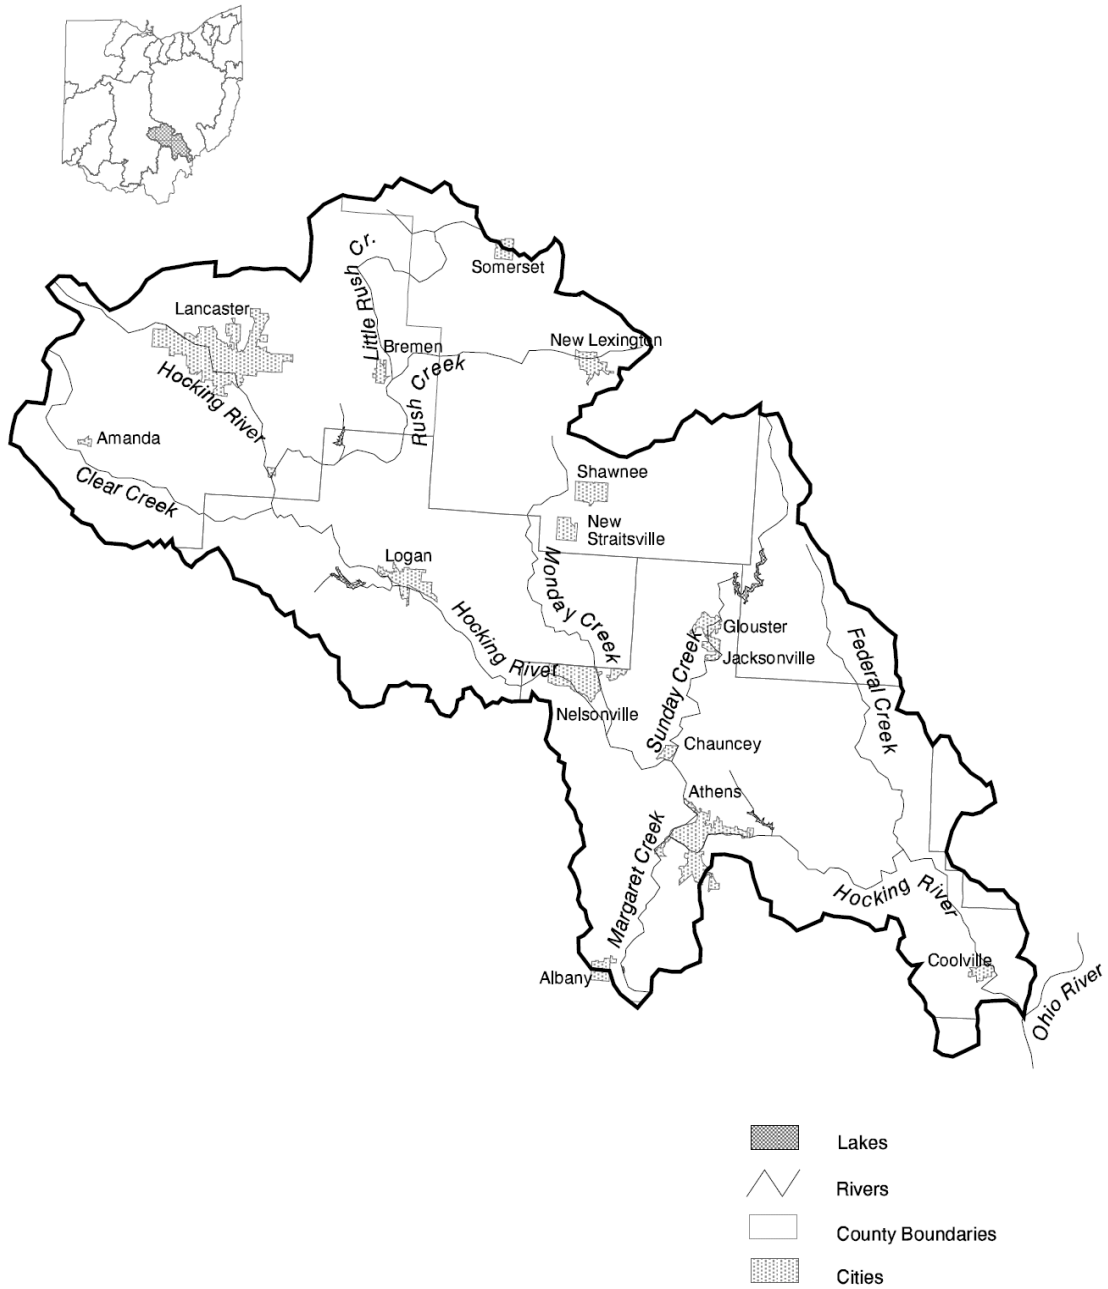 Somerset
Little Rush Cr.
Lancaster
Bremen
New Lexington
Rush Creek
Hocking River
Amanda
Clear Creek
Shawnee
New
Straitsville
Logan
Monday Creek
Hocking River
Glouster
Jacksonville
Federal Creek
Sunday Creek
Nelsonville
Chauncey
Athens
Margaret Creek
Hocking River
Coolville
Albany
Ohio River
Lakes
Rivers
County Boundaries
Cities